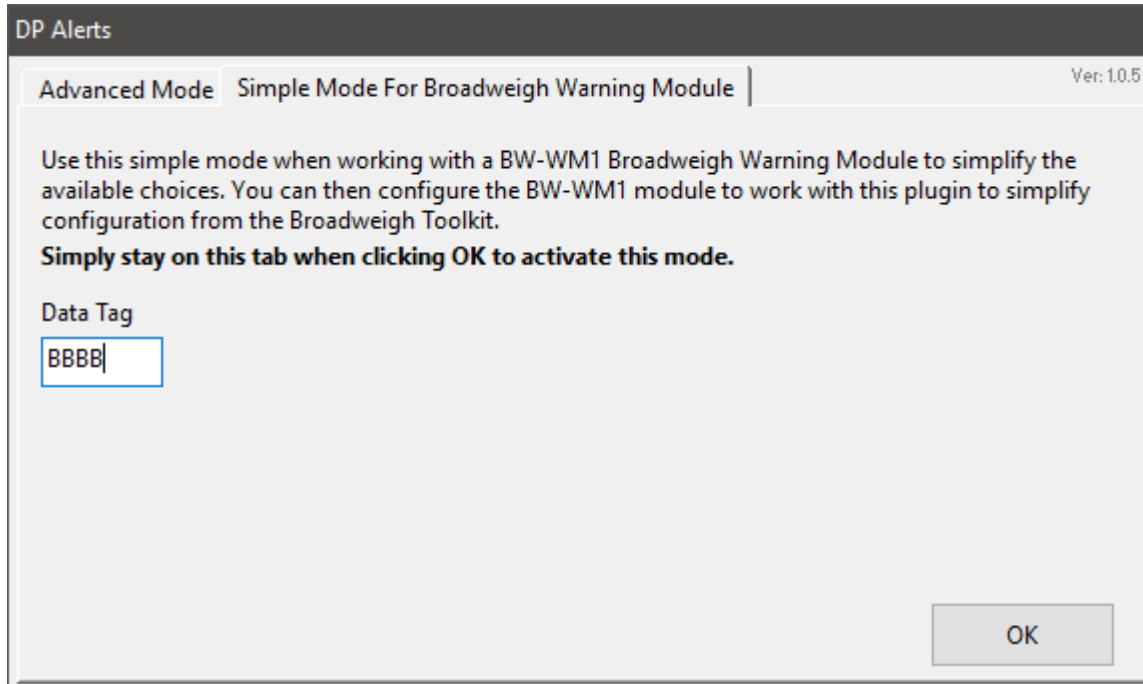 DP Alerts
Advanced Mode
Simple Mode For Broadweigh Warning Module
Ver: 1.0.5
Use this simple mode when working with a BW-WM1 Broadweigh Warning Module to simplify the
available choices. You can then configure the BW-WM1 module to work with this plugin to simplify
configuration from the Broadweigh Toolkit.
Simply stay on this tab when clicking OK to activate this mode.
Data Tag
BBBB
OK